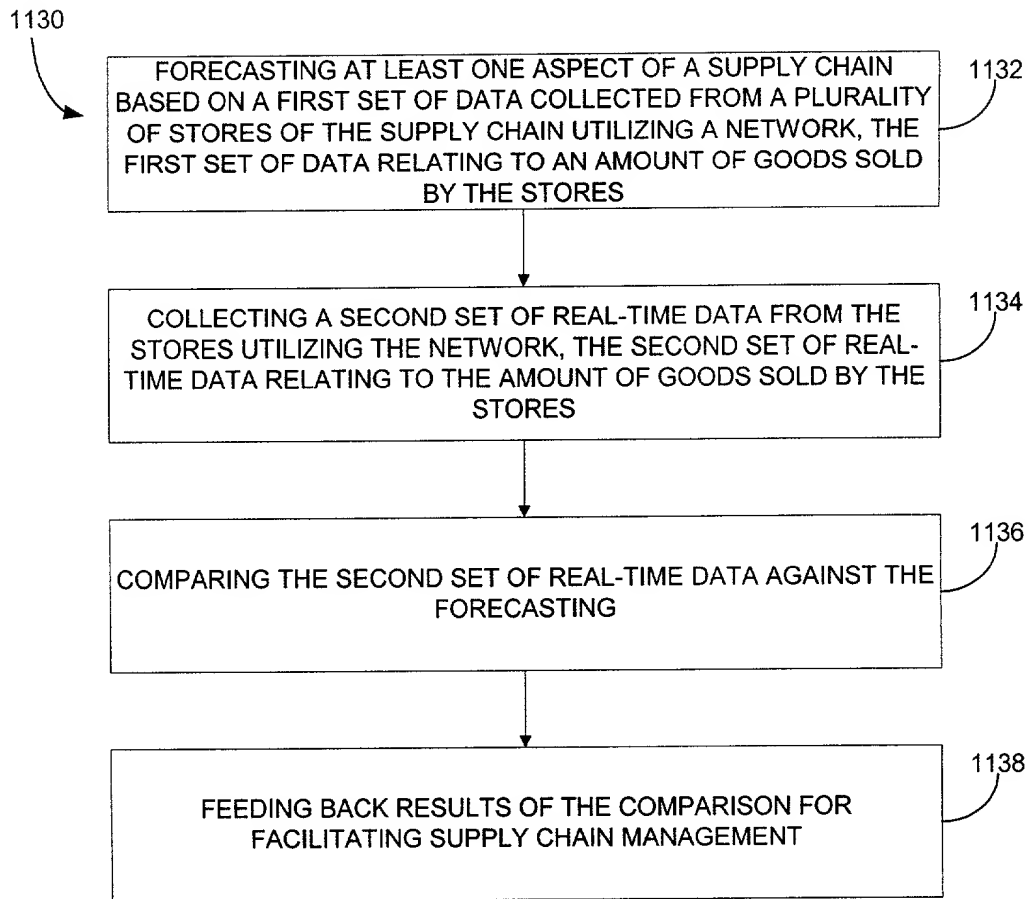 1130
FORECASTING AT LEAST ONE ASPECT OF A SUPPLY CHAIN
BASED ON A FIRST SET OF DATA COLLECTED FROM A PLURALITY
OF STORES OF THE SUPPLY CHAIN UTILIZING A NETWORK, THE
FIRST SET OF DATA RELATING TO AN AMOUNT OF GOODS SOLD
BY THE STORES
1132
COLLECTING A SECOND SET OF REAL-TIME DATA FROM THE
STORES UTILIZING THE NETWORK, THE SECOND SET OF REAL-
TIME DATA RELATING TO THE AMOUNT OF GOODS SOLD BY THE
STORES
1134
COMPARING THE SECOND SET OF REAL-TIME DATA AGAINST THE
FORECASTING
1136
FEEDING BACK RESULTS OF THE COMPARISON FOR
FACILITATING SUPPLY CHAIN MANAGEMENT
1138